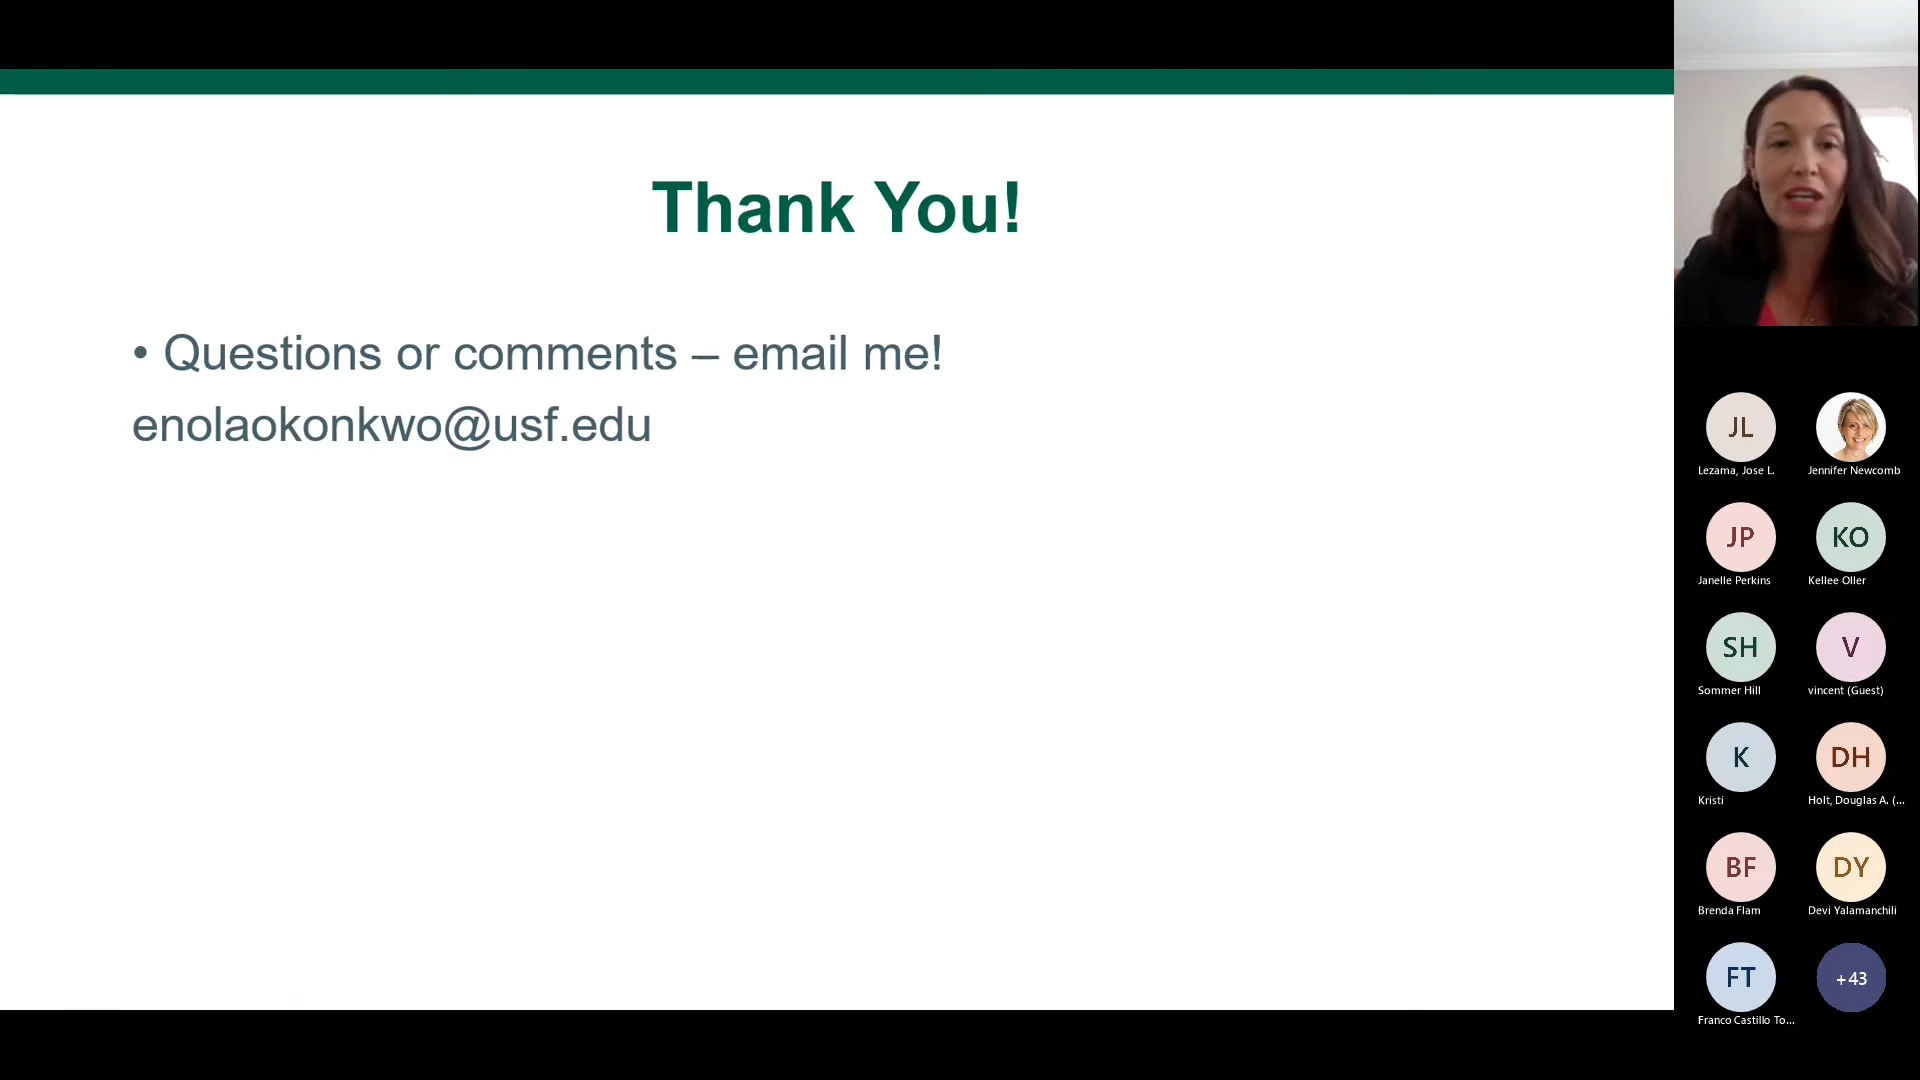 Thank You!
• Questions or comments – email me!
enolaokonkwo@usf.edu
JL
Lezama, Jose L.
Jennifer Newcomb
JP
Janelle Perkins
KO
Kellee Oller
SH
Sommer Hill
V
vincent (Guest)
K
Kristi
DH
Holt, Douglas A. (...
BF
Brenda Flam
DY
Devi Yalamanchili
FT
Franco Castillo To...
+43